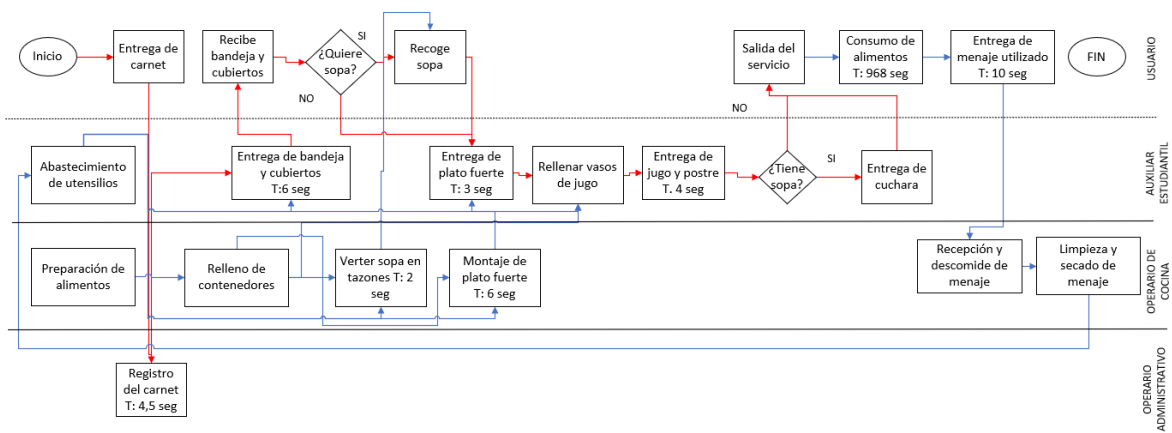 Inicio
Entrega de
carnet
Recibe
bandeja y
cubiertos
¿Quiere
sopa?
SI
NO
Recoge
sopa
Salida del
servicio
Consumo de
alimentos
T: 968 seg
Entrega de
menaje utilizado
T: 10 seg
FIN
USUARIO
NO
Abastecimiento
de utensilios
Entrega de bandeja
y cubiertos
T:6 seg
Entrega de
plato fuerte
T: 3 seg
Rellenar vasos
de jugo
Entrega de
jugo y postre
T. 4 seg
¿Tiene
sopa?
SI
Entrega de
cuchara
AUXILIAR
ESTUDIANTIL
Preparación de
alimentos
Relleno de
contenedores
Verter sopa en
tazones T: 2
seg
Montaje de
plato fuerte
T: 6 seg
Recepción y
descomide de
menaje
Limpieza y
secado de
menaje
OPERARIO DE
COCINA
Registro
del carnet
T: 4,5 seg
OPERARIO
ADMINISTRATIVO